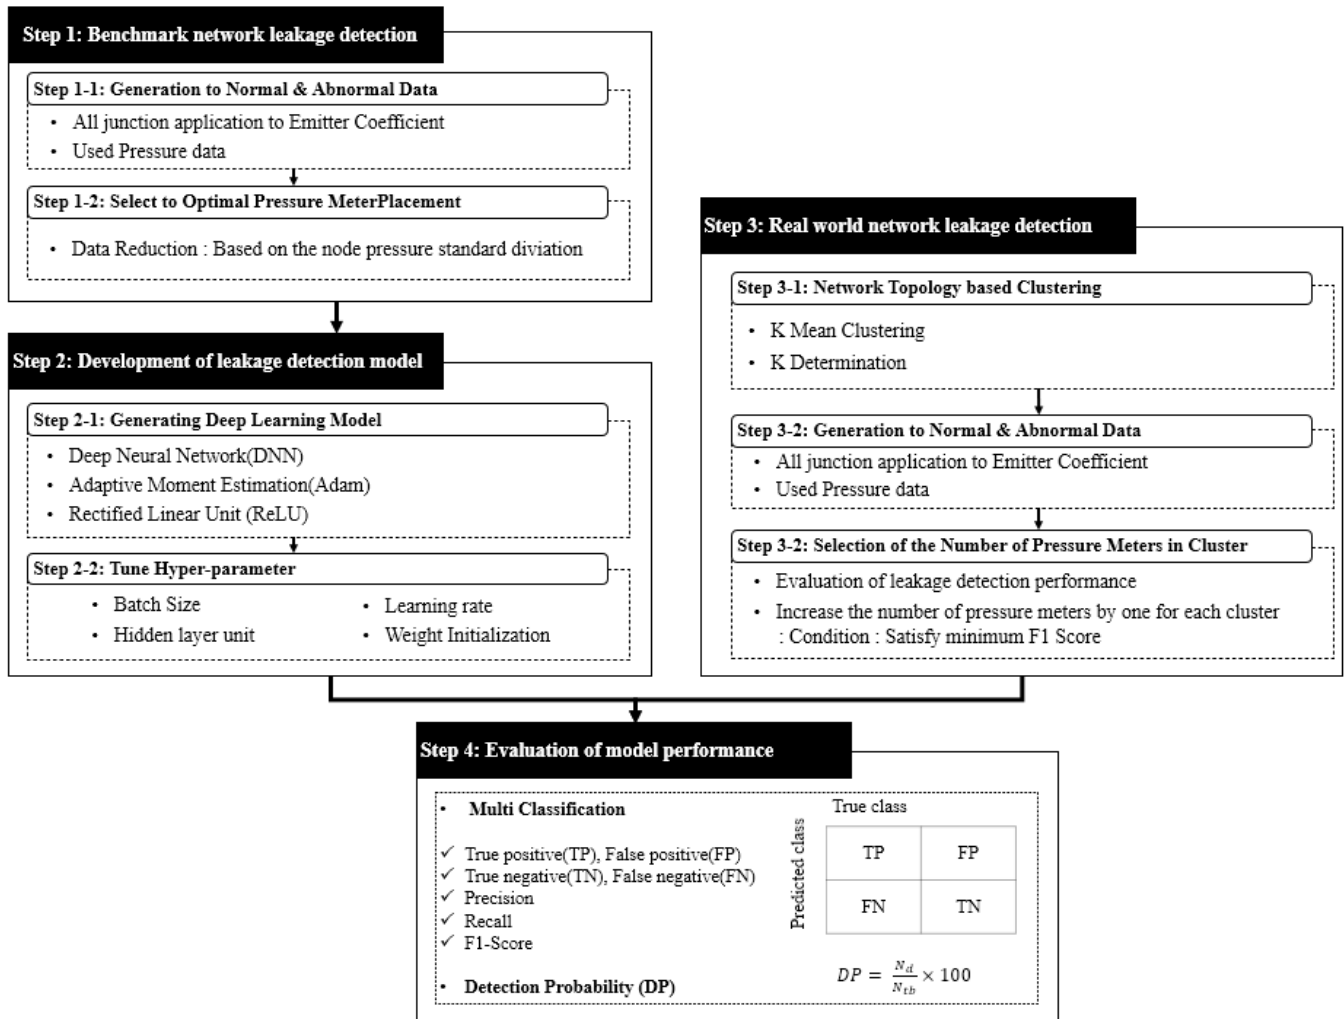 Step 1: Benchmark network leakage detection
Step 1-1: Generation to Normal & Abnormal Data
• All junction application to Emitter Coefficient
• Used Pressure data
Step 1-2: Select to Optimal Pressure MeterPlacement
• Data Reduction : Based on the node pressure standard diviation
Step 2: Development of leakage detection model
Step 2-1: Generating Deep Learning Model
• Deep Neural Network(DNN)
• Adaptive Moment Estimation(Adam)
• Rectified Linear Unit (ReLU)
Step 2-2: Tune Hyper-parameter
• Batch Size
• Hidden layer unit
• Learning rate
• Weight Initialization
Step 3: Real world network leakage detection
Step 3-1: Network Topology based Clustering
• K Mean Clustering
• K Determination
Step 3-2: Generation to Normal & Abnormal Data
• All junction application to Emitter Coefficient
• Used Pressure data
Step 3-2: Selection of the Number of Pressure Meters in Cluster
• Evaluation of leakage detection performance
• Increase the number of pressure meters by one for each cluster
: Condition : Satisfy minimum F1 Score
Step 4: Evaluation of model performance
• Multi Classification
✓ True positive(TP), False positive(FP)
✓ True negative(TN), False negative(FN)
✓ Precision
✓ Recall
✓ F1-Score
• Detection Probability (DP)
True class
Predicted class
TP FP
FN TN
DP = N_d / N_tb × 100